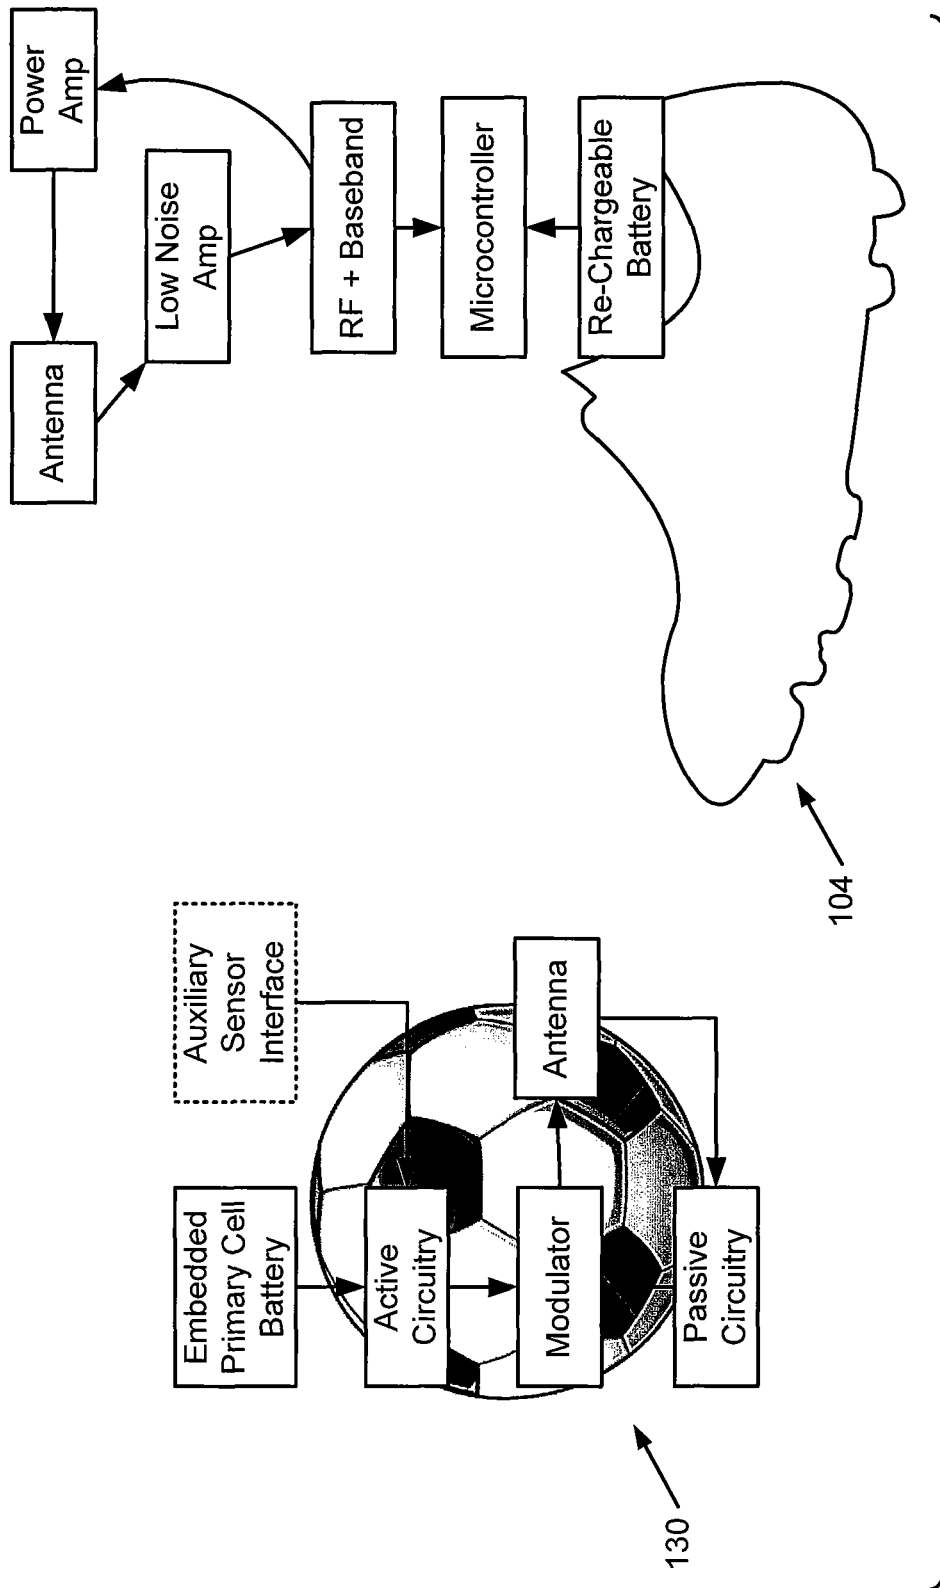 Embedded
Primary Cell
Battery
Auxiliary
Sensor
Interface
Active
Circuitry
Modulator
Antenna
Passive
Circuitry
130
Antenna
Power
Amp
Low Noise
Amp
RF + Baseband
Microcontroller
Re-Chargeable
Battery
104